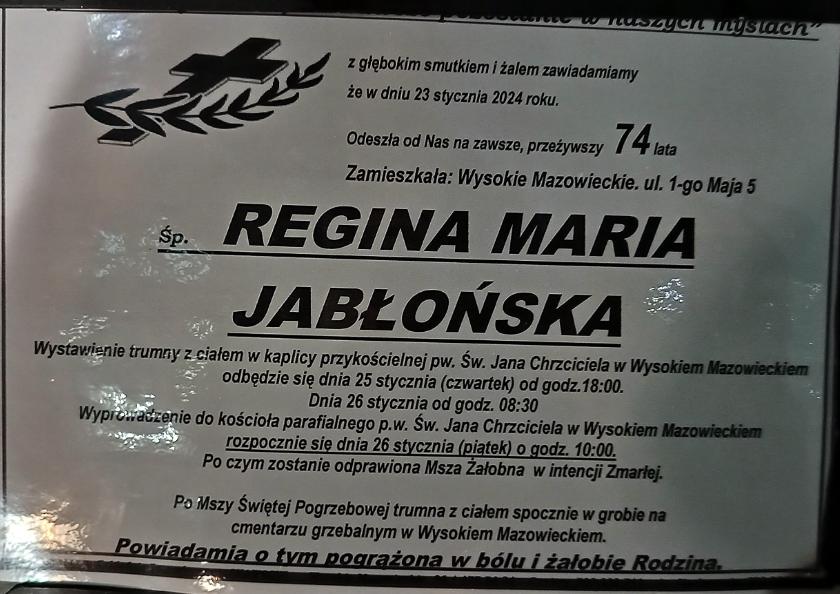 pozostanie w naszych myślach"
z głębokim smutkiem i żalem zawiadamiamy
że w dniu 23 stycznia 2024 roku.
Odeszła od Nas na zawsze, przeżywszy 74 lata
Zamieszkała: Wysokie Mazowieckie. ul. 1-go Maja 5
Śp. REGINA MARIA
JABŁOŃSKA
Wystawienie trumny z ciałem w kaplicy przykościelnej pw. Św. Jana Chrzciciela w Wysokiem Mazowieckiem
odbędzie się dnia 25 stycznia (czwartek) od godz.18:00.
Dnia 26 stycznia od godz. 08:30
Wyprowadzenie do kościoła parafialnego p.w. Św. Jana Chrzciciela w Wysokiem Mazowieckiem
rozpocznie się dnia 26 stycznia (piątek) o godz. 10:00.
Po czym zostanie odprawiona Msza Żałobna w intencji Zmarłej.
Po Mszy Świętej Pogrzebowej trumna z ciałem spocznie w grobie na
cmentarzu grzebalnym w Wysokiem Mazowieckiem.
Powiadamia o tym pogrążona w bólu i żałobie Rodzina.